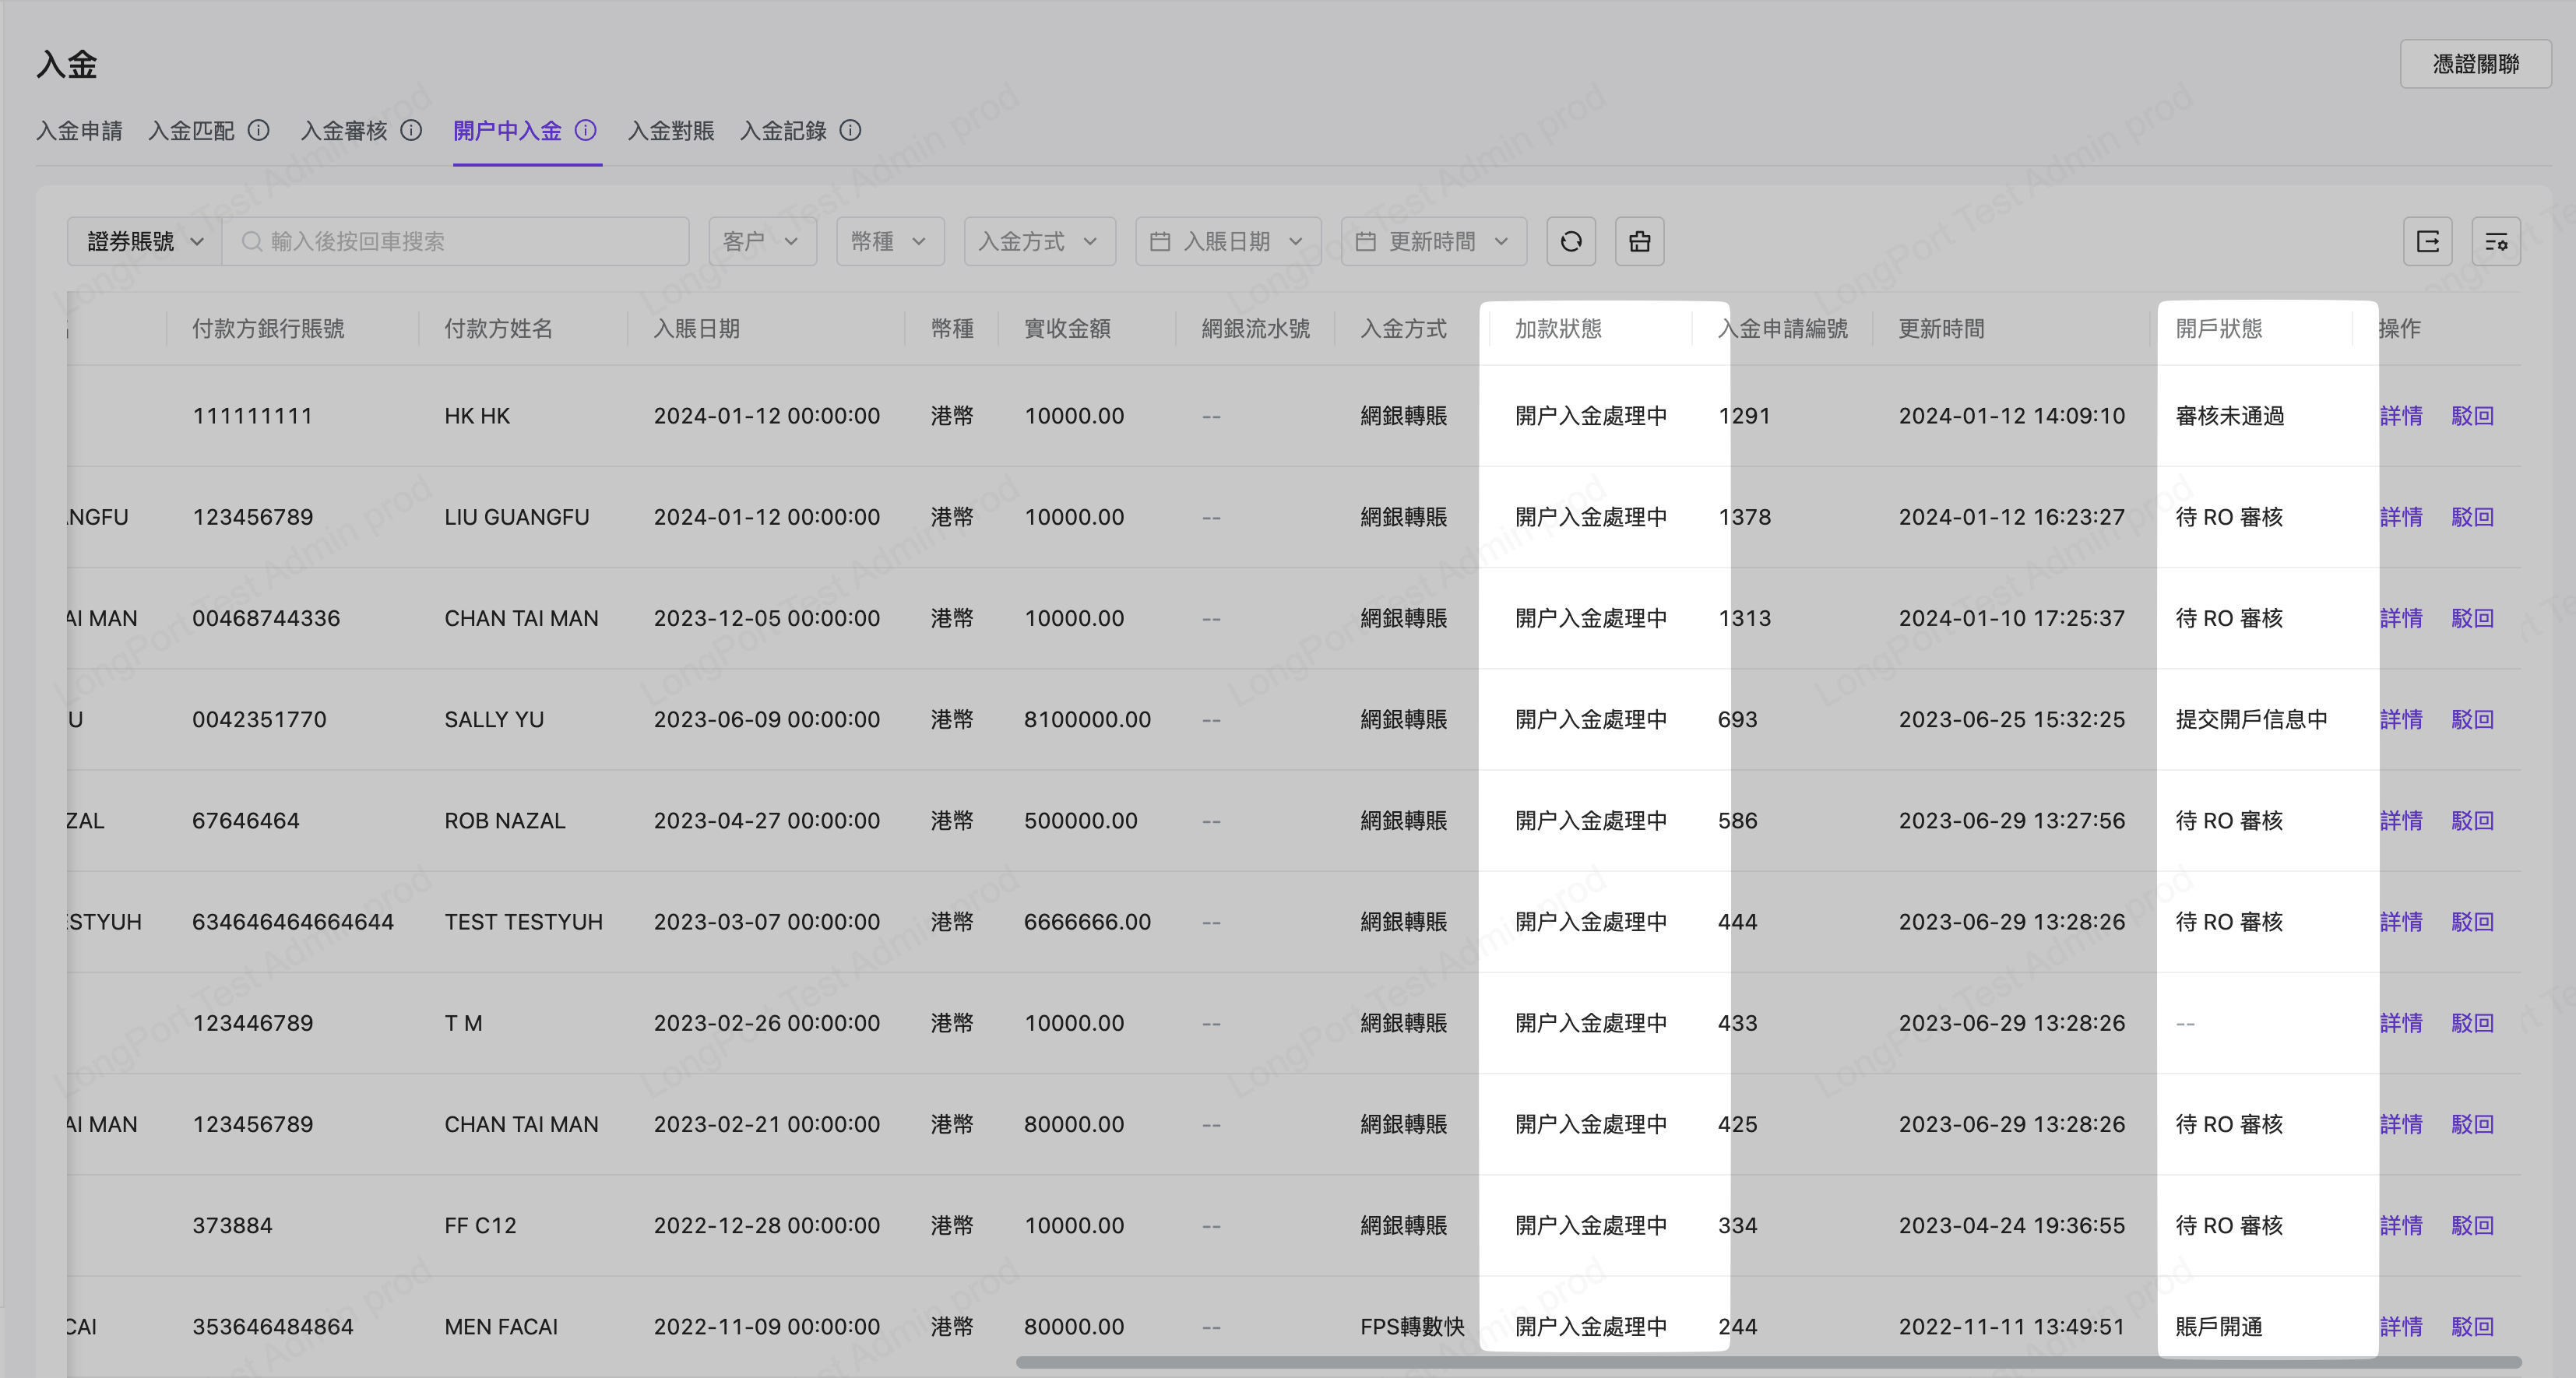 入金
憑證關聯
入金申請 入金匹配 入金審核 開户中入金 入金對賬 入金記錄
證券賬號 輸入後按回車搜索 客户 幣種 入金方式 入賬日期 更新時間
付款方銀行賬號 付款方姓名 入賬日期 幣種 實收金額 網銀流水號 入金方式 加款狀態 入金申請編號 更新時間 開戶狀態 操作
111111111 HK HK 2024-01-12 00:00:00 港幣 10000.00 -- 網銀轉賬 開户入金處理中 1291 2024-01-12 14:09:10 審核未通過 詳情 駁回
NGFU 123456789 LIU GUANGFU 2024-01-12 00:00:00 港幣 10000.00 -- 網銀轉賬 開户入金處理中 1378 2024-01-12 16:23:27 待 RO 審核 詳情 駁回
AI MAN 00468744336 CHAN TAI MAN 2023-12-05 00:00:00 港幣 10000.00 -- 網銀轉賬 開户入金處理中 1313 2024-01-10 17:25:37 待 RO 審核 詳情 駁回
U 0042351770 SALLY YU 2023-06-09 00:00:00 港幣 8100000.00 -- 網銀轉賬 開户入金處理中 693 2023-06-25 15:32:25 提交開戶信息中 詳情 駁回
ZAL 67646464 ROB NAZAL 2023-04-27 00:00:00 港幣 500000.00 -- 網銀轉賬 開户入金處理中 586 2023-06-29 13:27:56 待 RO 審核 詳情 駁回
ESTYUH 634646464664644 TEST TESTYUH 2023-03-07 00:00:00 港幣 6666666.00 -- 網銀轉賬 開户入金處理中 444 2023-06-29 13:28:26 待 RO 審核 詳情 駁回
123446789 T M 2023-02-26 00:00:00 港幣 10000.00 -- 網銀轉賬 開户入金處理中 433 2023-06-29 13:28:26 -- 詳情 駁回
AI MAN 123456789 CHAN TAI MAN 2023-02-21 00:00:00 港幣 80000.00 -- 網銀轉賬 開户入金處理中 425 2023-06-29 13:28:26 待 RO 審核 詳情 駁回
373884 FF C12 2022-12-28 00:00:00 港幣 10000.00 -- 網銀轉賬 開户入金處理中 334 2023-04-24 19:36:55 待 RO 審核 詳情 駁回
CAI 353646484864 MEN FACAI 2022-11-09 00:00:00 港幣 80000.00 -- FPS轉數快 開户入金處理中 244 2022-11-11 13:49:51 賬戶開通 詳情 駁回
LongPort Test Admin prod